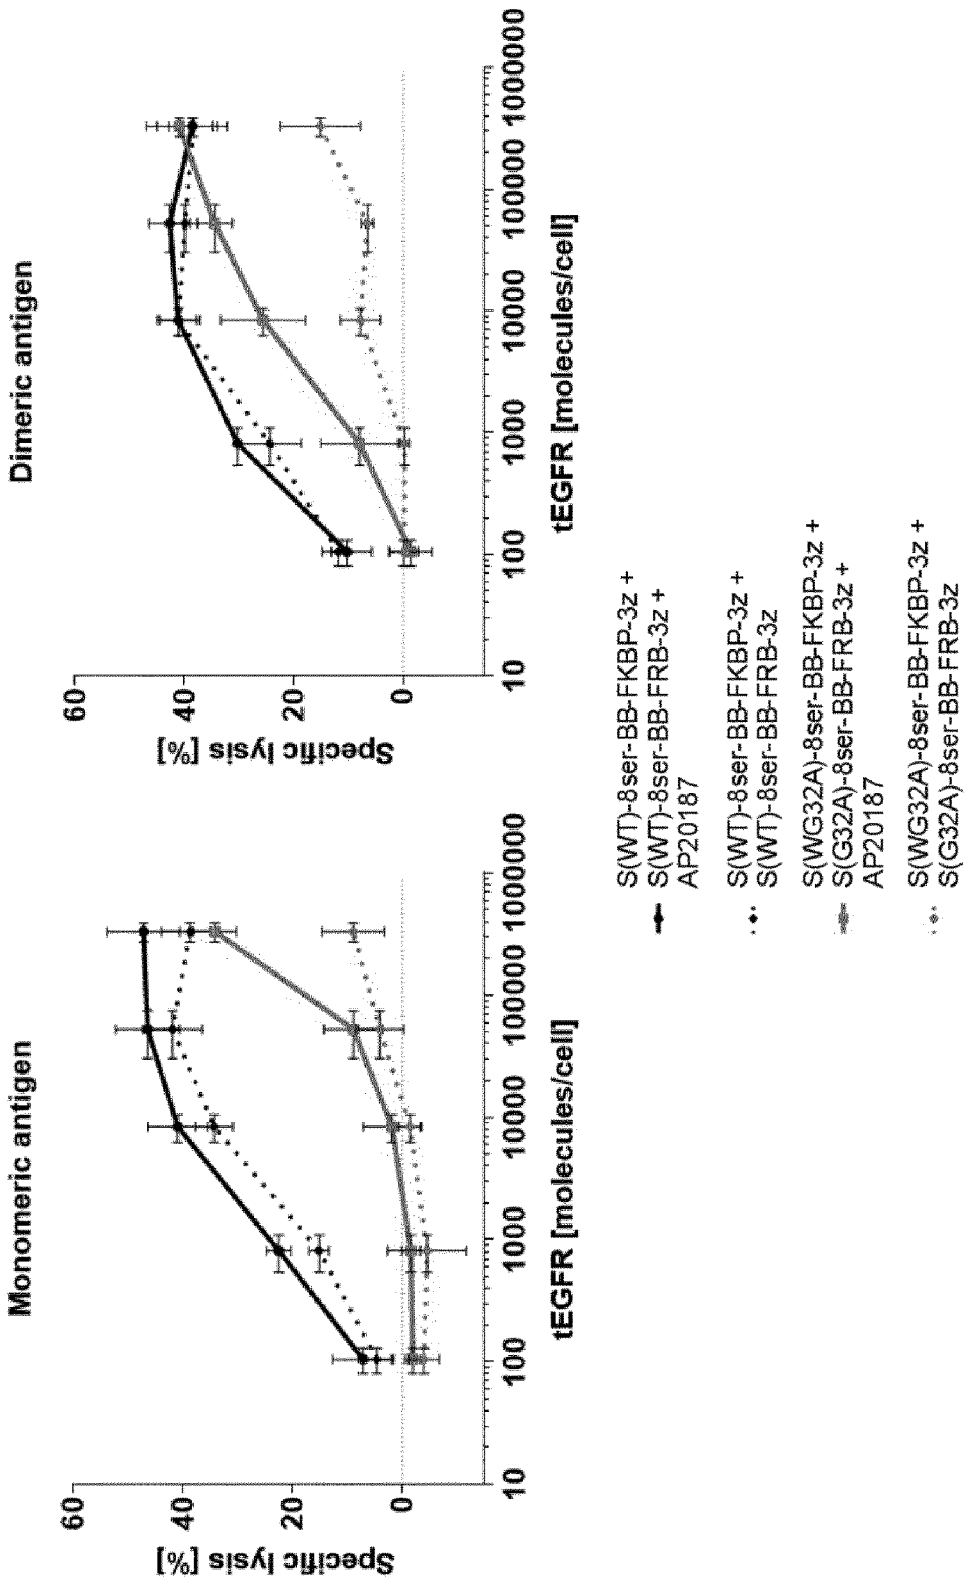 Monomeric antigen
Specific lysis [%]
60
40
20
0
10
100
1000
10000
100000
1000000
tEGFR [molecules/cell]
Dimeric antigen
Specific lysis [%]
60
40
20
0
10
100
1000
10000
100000
1000000
tEGFR [molecules/cell]
S(WT)-8ser-BB-FKBP-3z +
S(WT)-8ser-BB-FRB-3z +
AP20187
S(WT)-8ser-BB-FKBP-3z +
S(WT)-8ser-BB-FRB-3z
S(WG32A)-8ser-BB-FKBP-3z +
S(G32A)-8ser-BB-FRB-3z +
AP20187
S(WG32A)-8ser-BB-FKBP-3z +
S(G32A)-8ser-BB-FRB-3z